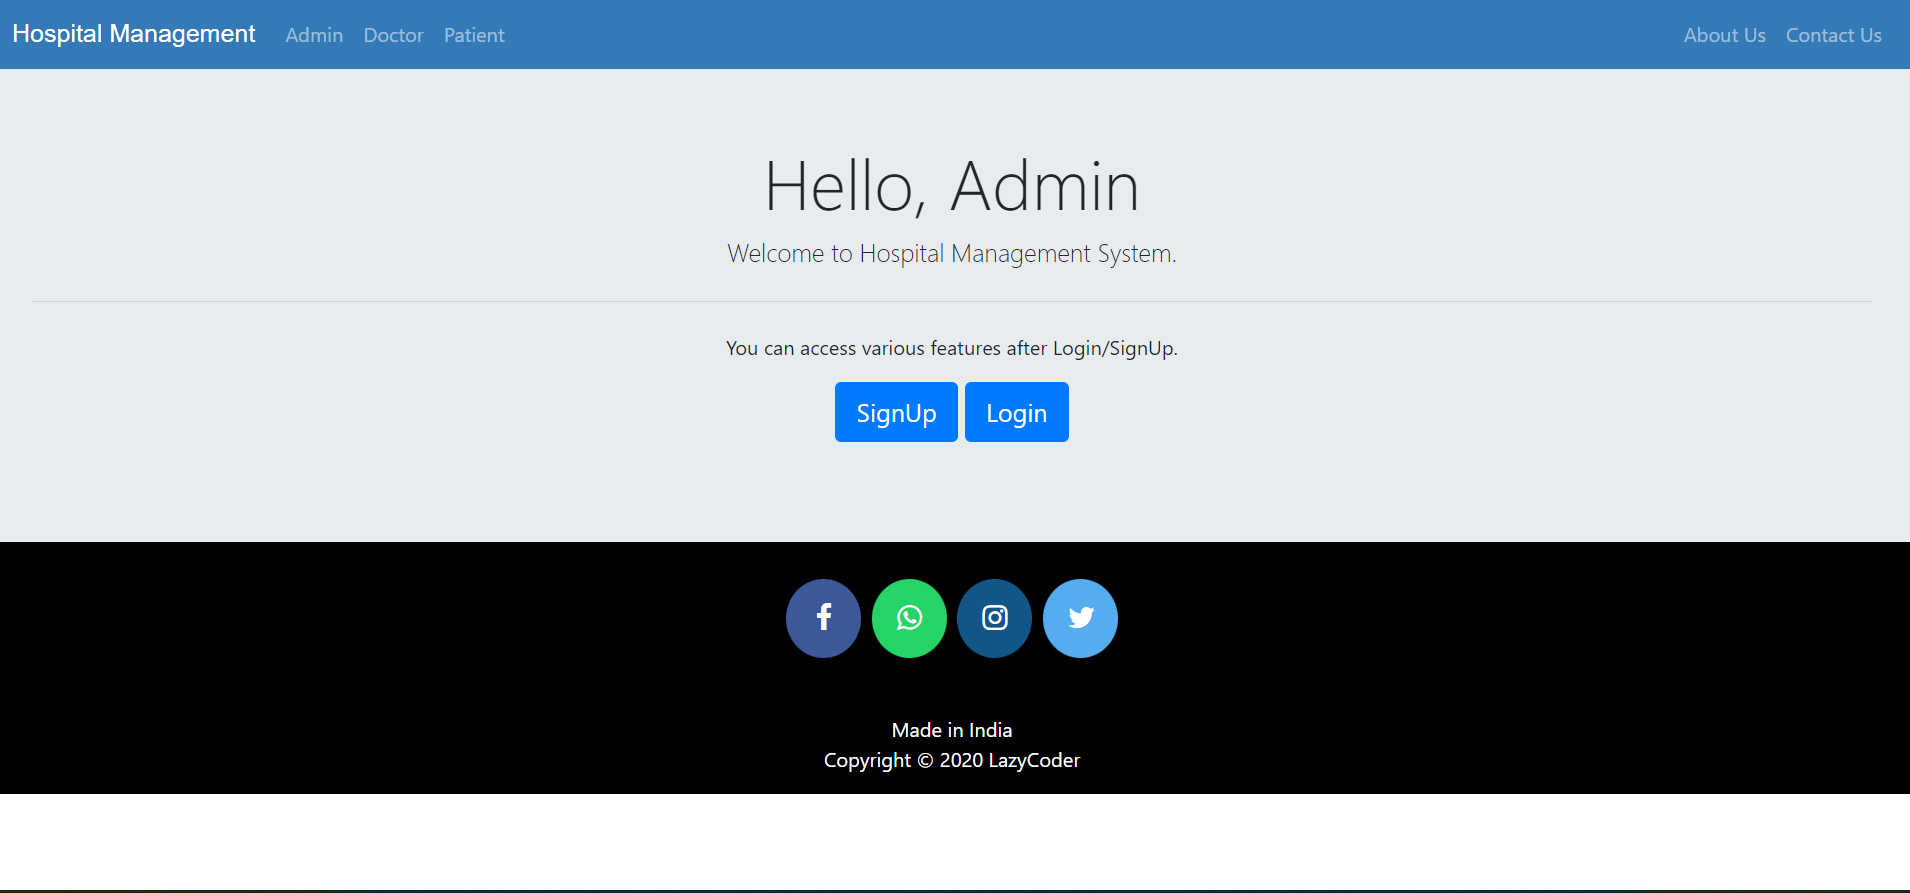 Hospital Management Admin Doctor Patient About Us Contact Us
Hello, Admin
Welcome to Hospital Management System.
You can access various features after Login/SignUp.
SignUp Login
Made in India
Copyright © 2020 LazyCoder